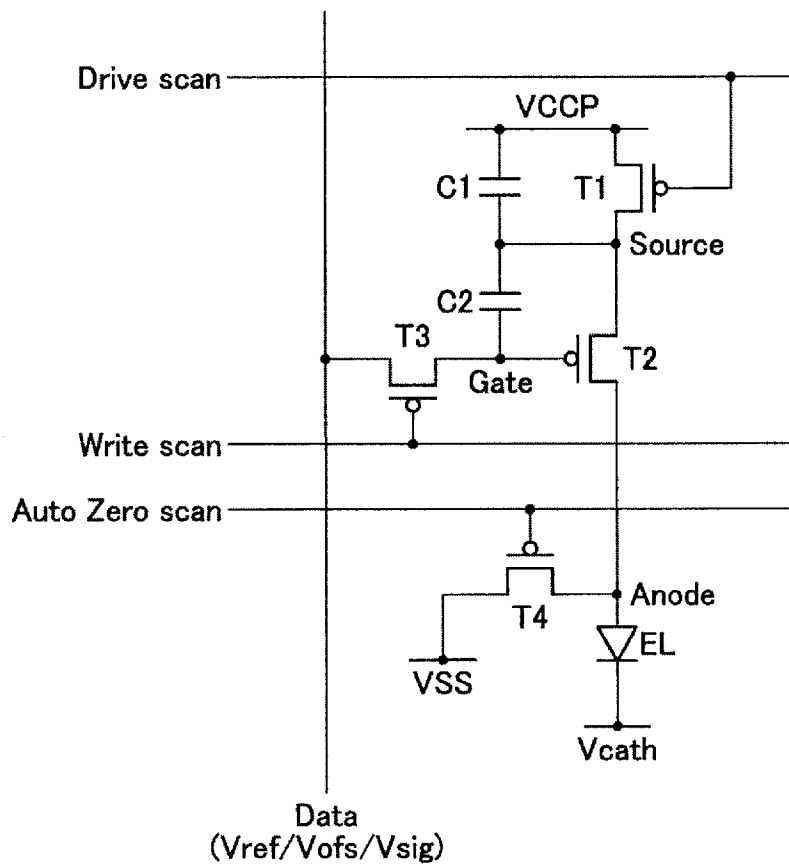 Drive scan
VCCP
C1
T1
Source
C2
T3
T2
Gate
Write scan
Auto Zero scan
T4
Anode
EL
VSS
Vcath
Data
(Vref/Vofs/Vsig)